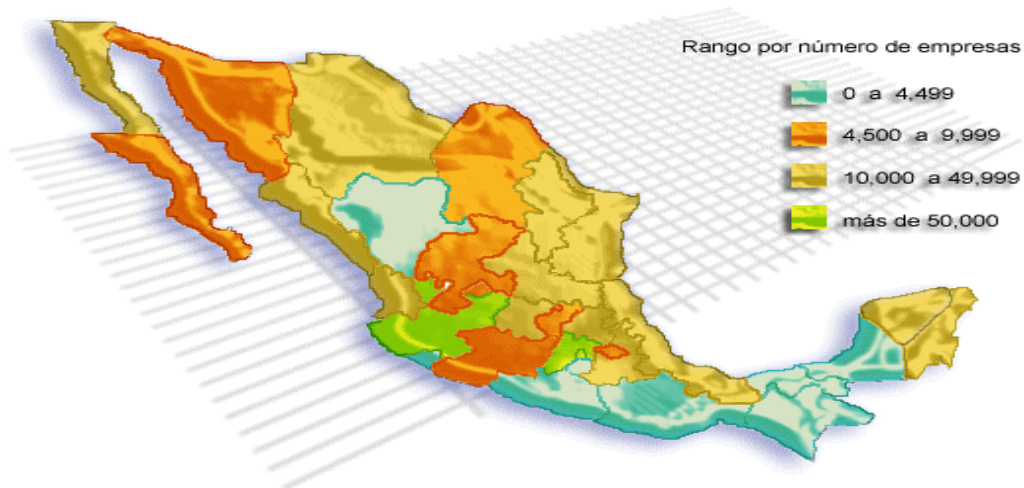 Rango por número de empresas
0 a 4,499
4,500 a 9,999
10,000 a 49,999
más de 50,000